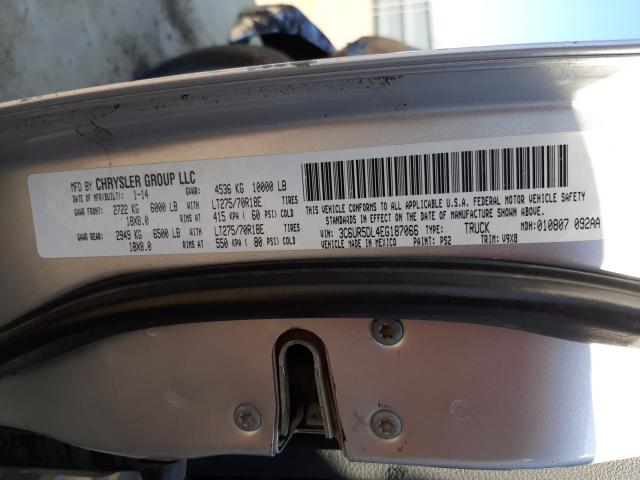 MFD BY CHRYSLER GROUP LLC
DATE OF MFR(BUILT): 1-14 GVWR: 4536 KG 10000 LB
GAWR FRONT: 2722 KG 6000 LB WITH LT275/70R18E TIRES
18X8.0 RIMS AT 415 KPA ( 60 PSI) COLD
GAWR REAR: 2949 KG 6500 LB WITH LT275/70R18E TIRES
18X8.0 RIMS AT 550 KPA ( 80 PSI) COLD
THIS VEHICLE CONFORMS TO ALL APPLICABLE U.S.A. FEDERAL MOTOR VEHICLE SAFETY
STANDARDS IN EFFECT ON THE DATE OF MANUFACTURE SHOWN ABOVE.
VIN: 3C6UR5DL4EG187066 TYPE: TRUCK MDH: 010807 092AA
VEHICLE MADE IN MEXICO PAINT: PS2 TRIM: V9X8